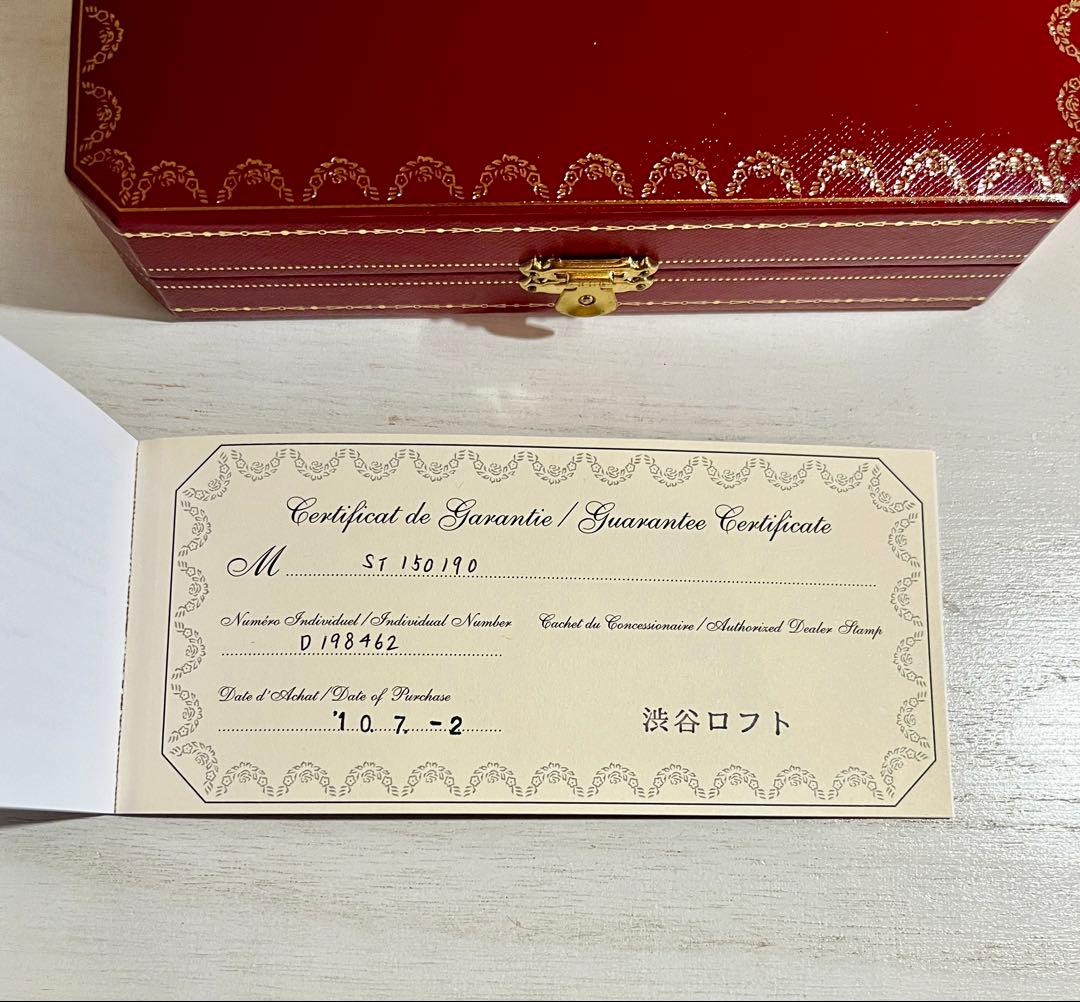 Certificat de Garantie / Guarantee Certificate
M ST 150190
Numéro Individuel / Individual Number
D 198462
Cachet du Concessionaire / Authorized Dealer Stamp
Date d'Achat / Date of Purchase
'10. 7. -2
渋谷ロフト